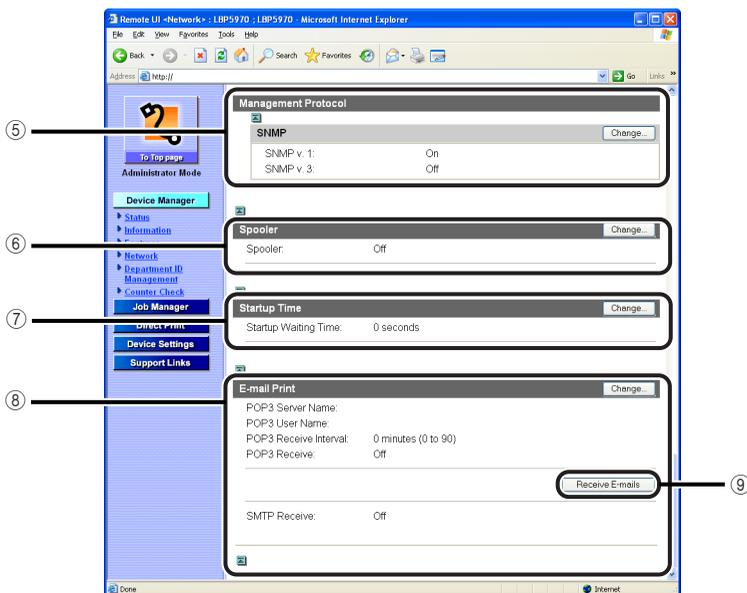 Remote UI <Network> : LBP5970 ; LBP5970 - Microsoft Internet Explorer
File Edit View Favorites Tools Help
Back Search Favorites
Address http:// Go Links »
To Top page
Administrator Mode
Device Manager
Status
Information
Network
Department ID
Management
Counter Check
Job Manager
Direct Print
Device Settings
Support Links
⑤
Management Protocol
SNMP Change...
SNMP v. 1: On
SNMP v. 3: Off
⑥
Spooler Change...
Spooler: Off
⑦
Startup Time Change...
Startup Waiting Time: 0 seconds
⑧
E-mail Print Change...
POP3 Server Name:
POP3 User Name:
POP3 Receive Interval: 0 minutes (0 to 90)
POP3 Receive: Off
Receive E-mails
⑨
SMTP Receive: Off
Done Internet